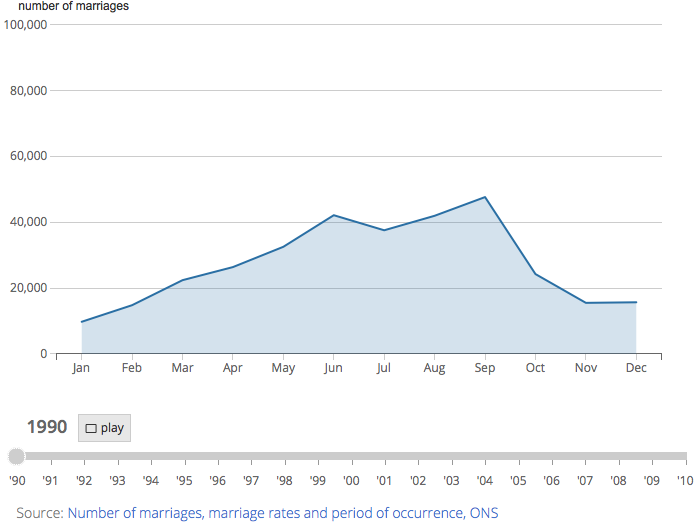 number of marriages
100,000
80,000
60,000
40,000
20,000
0
Jan Feb Mar Apr May Jun Jul Aug Sep Oct Nov Dec
1990 play
'90 '91 '92 '93 '94 '95 '96 '97 '98 '99 '00 '01 '02 '03 '04 '05 '06 '07 '08 '09 '10
Source: Number of marriages, marriage rates and period of occurrence, ONS